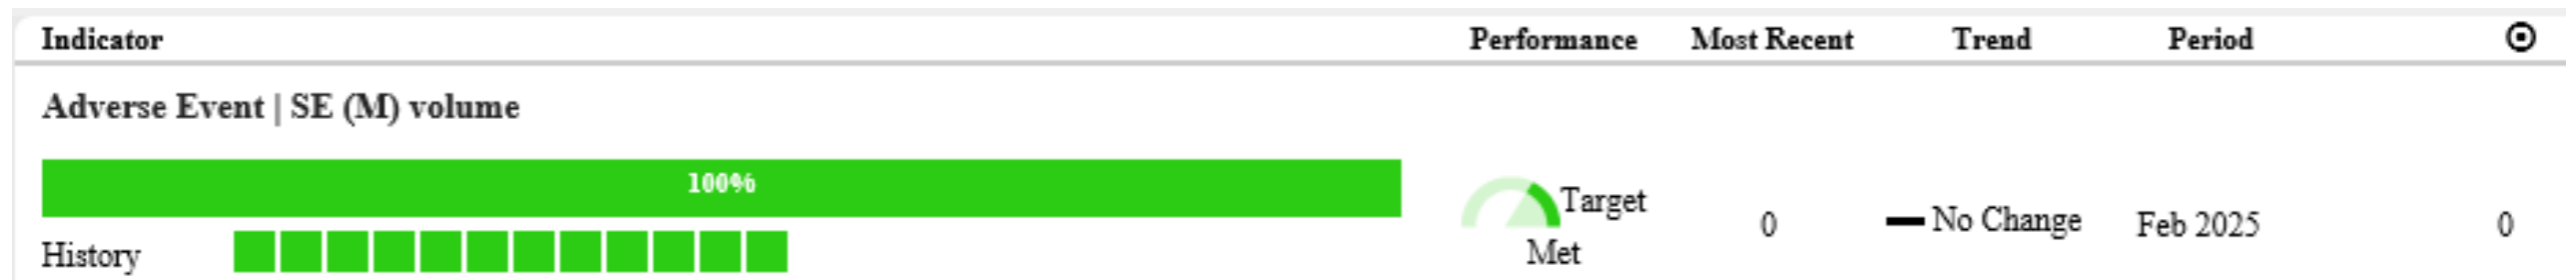 Indicator Performance Most Recent Trend Period
Adverse Event | SE (M) volume
100%
Target Met
0
No Change
Feb 2025
0
History